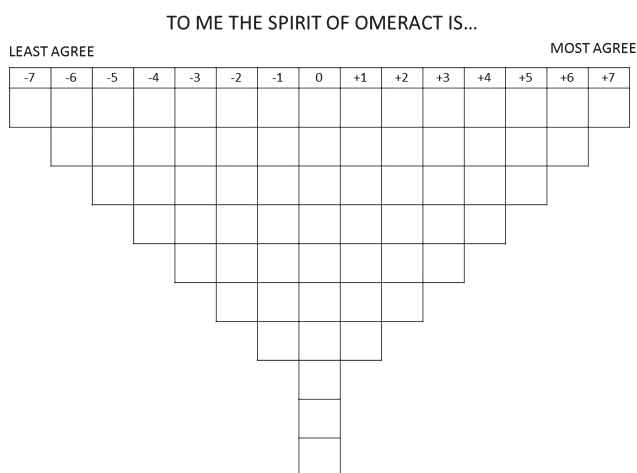 TO ME THE SPIRIT OF OMERACT IS...
LEAST AGREE
MOST AGREE
-7 -6 -5 -4 -3 -2 -1 0 +1 +2 +3 +4 +5 +6 +7